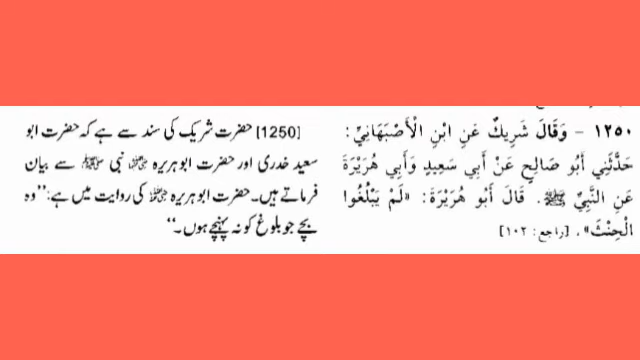 ١٢٥٠ - وَقَالَ شَرِيكٌ عَنِ ابْنِ الْأَصْبَهَانِيِّ:
حَدَّثَنِي أَبُو صَالِحٍ عَنْ أَبِي سَعِيدٍ وَأَبِي هُرَيْرَةَ
عَنِ النَّبِيِّ ﷺ. قَالَ أَبُو هُرَيْرَةَ: «لَمْ يَبْلُغُوا
الْحِنْثَ». [راجع: ١٠٢]
[1250] حضرت شریک کی سند سے ہے کہ حضرت ابو
سعید خدری اور حضرت ابوہریرہ ؓ نبی ﷺ سے بیان
فرماتے ہیں۔ حضرت ابوہریرہ ؓ کی روایت میں ہے: ”وہ
بچے جو بلوغ کو نہ پہنچے ہوں۔“